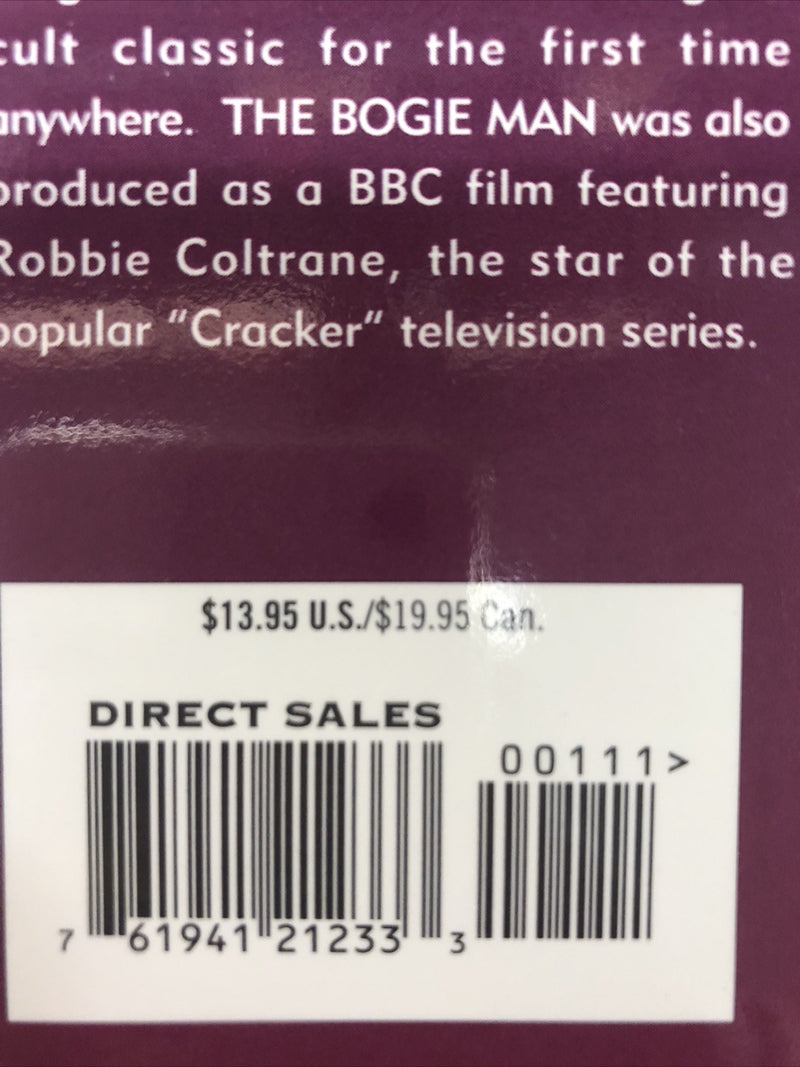 cult classic for the first time
anywhere. THE BOGIE MAN was also
produced as a BBC film featuring
Robbie Coltrane, the star of the
popular “Cracker” television series.
$13.95 U.S./$19.95 Can.
DIRECT SALES
00111>
7 61941 21233 3